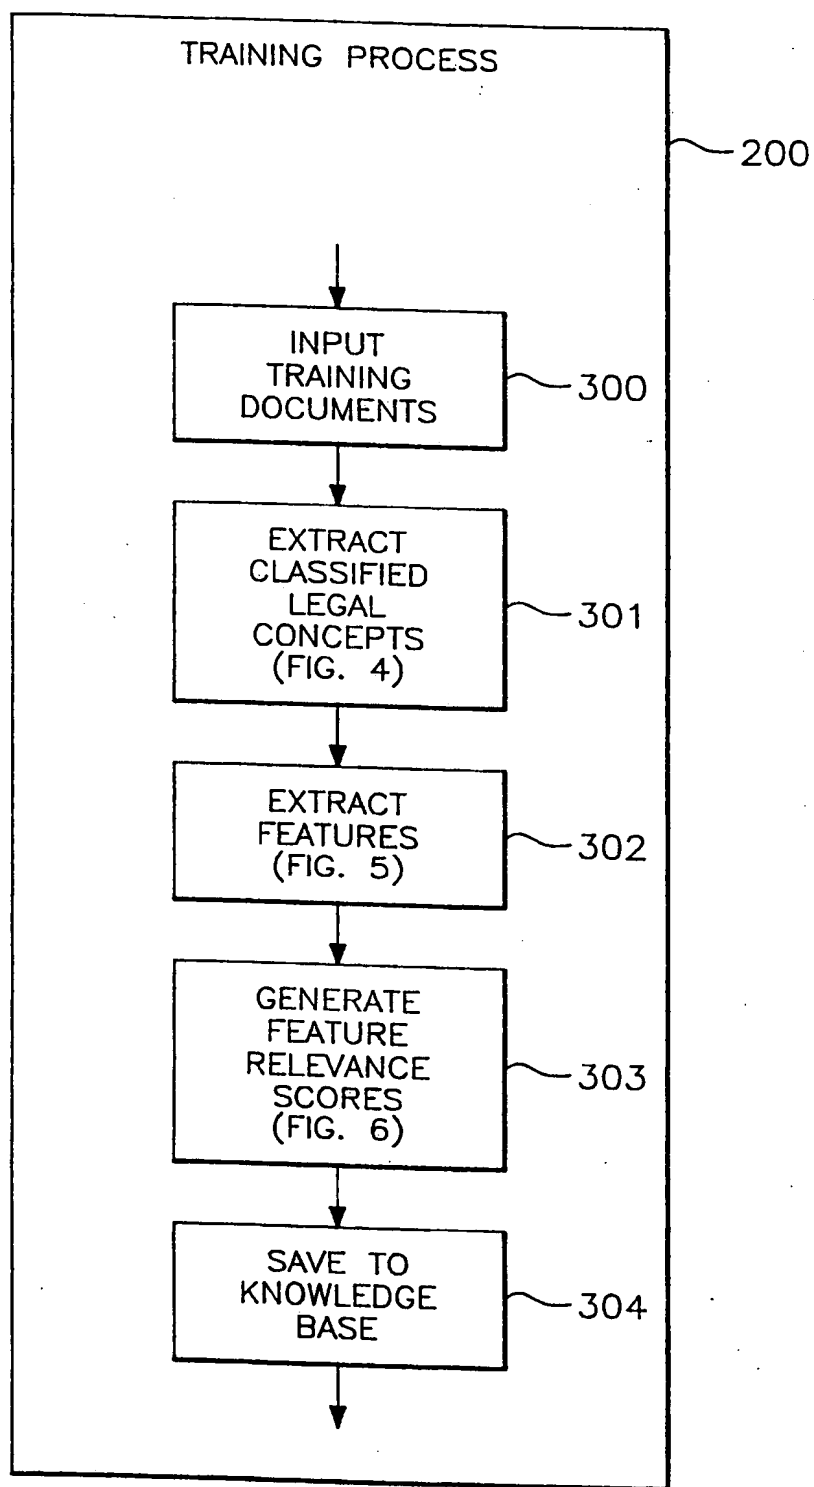 TRAINING PROCESS
200
INPUT
TRAINING
DOCUMENTS
300
EXTRACT
CLASSIFIED
LEGAL
CONCEPTS
(FIG. 4)
301
EXTRACT
FEATURES
(FIG. 5)
302
GENERATE
FEATURE
RELEVANCE
SCORES
(FIG. 6)
303
SAVE TO
KNOWLEDGE
BASE
304